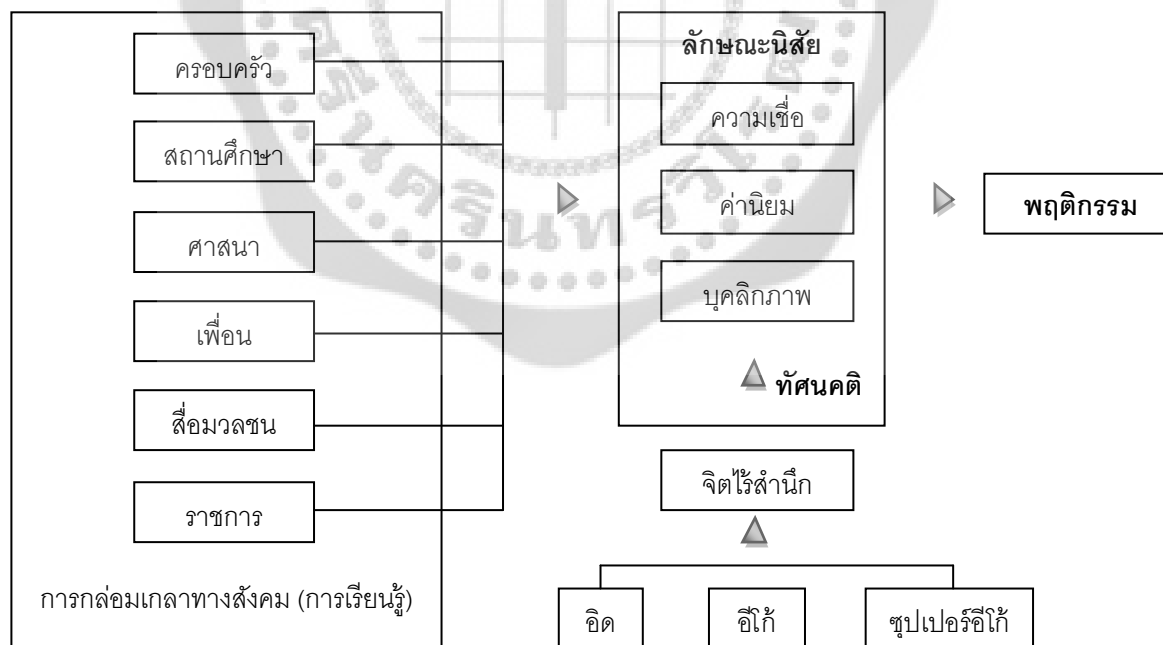 ครอบครัว
สถานศึกษา
ศาสนา
เพื่อน
สื่อมวลชน
ราชการ
การกล่อมเกลาทางสังคม (การเรียนรู้)
ลักษณะนิสัย
ความเชื่อ
ค่านิยม
บุคลิกภาพ
ทัศนคติ
พฤติกรรม
จิตไร้สำนึก
อิด
อีโก้
ซุปเปอร์อีโก้